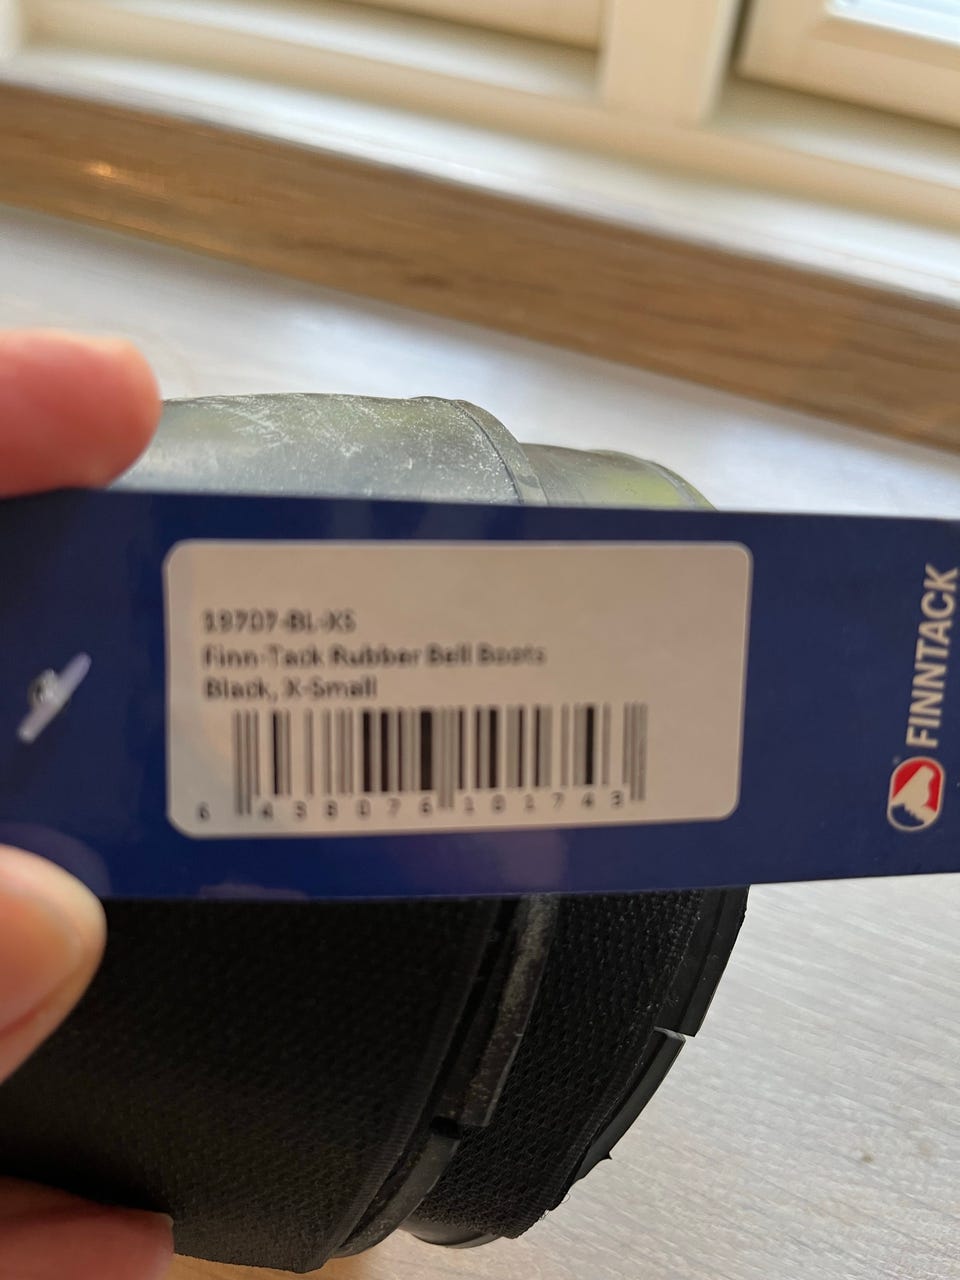 19707-BL-XS
Finn-Tack Rubber Bell Boots
Black, X-Small
6 438076 101743
FINNTACK